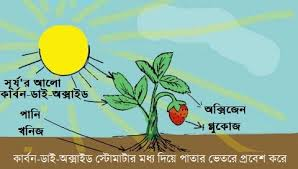 সূর্য'র আলো
কার্বন-ডাই-অক্সাইড
পানি
খনিজ
অক্সিজেন
গ্লুকোজ
কার্বন-ডাই-অক্সাইড স্টোমাটার মধ্য দিয়ে পাতার ভেতরে প্রবেশ করে